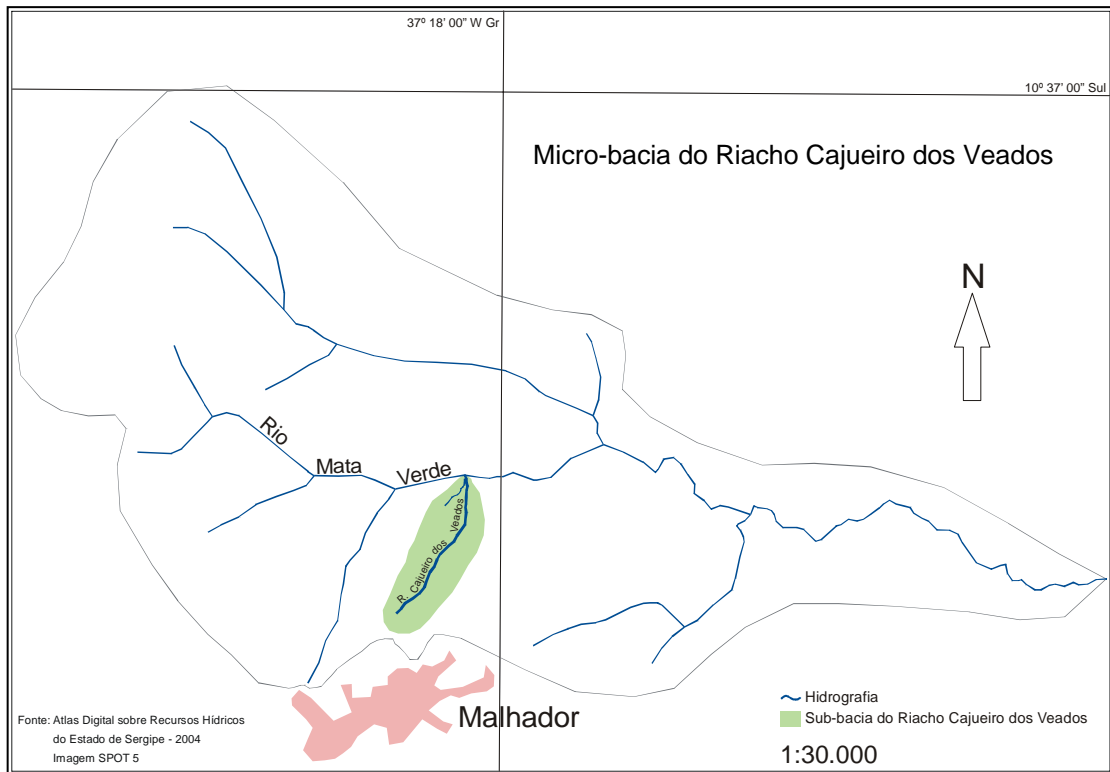 37º 18' 00" W Gr
10º 37' 00" Sul
Micro-bacia do Riacho Cajueiro dos Veados
N
Rio
Mata
Verde
R. Cajueiro dos Veados
Malhador
Hidrografia
Sub-bacia do Riacho Cajueiro dos Veados
1:30.000
Fonte: Atlas Digital sobre Recursos Hídricos
do Estado de Sergipe - 2004
Imagem SPOT 5